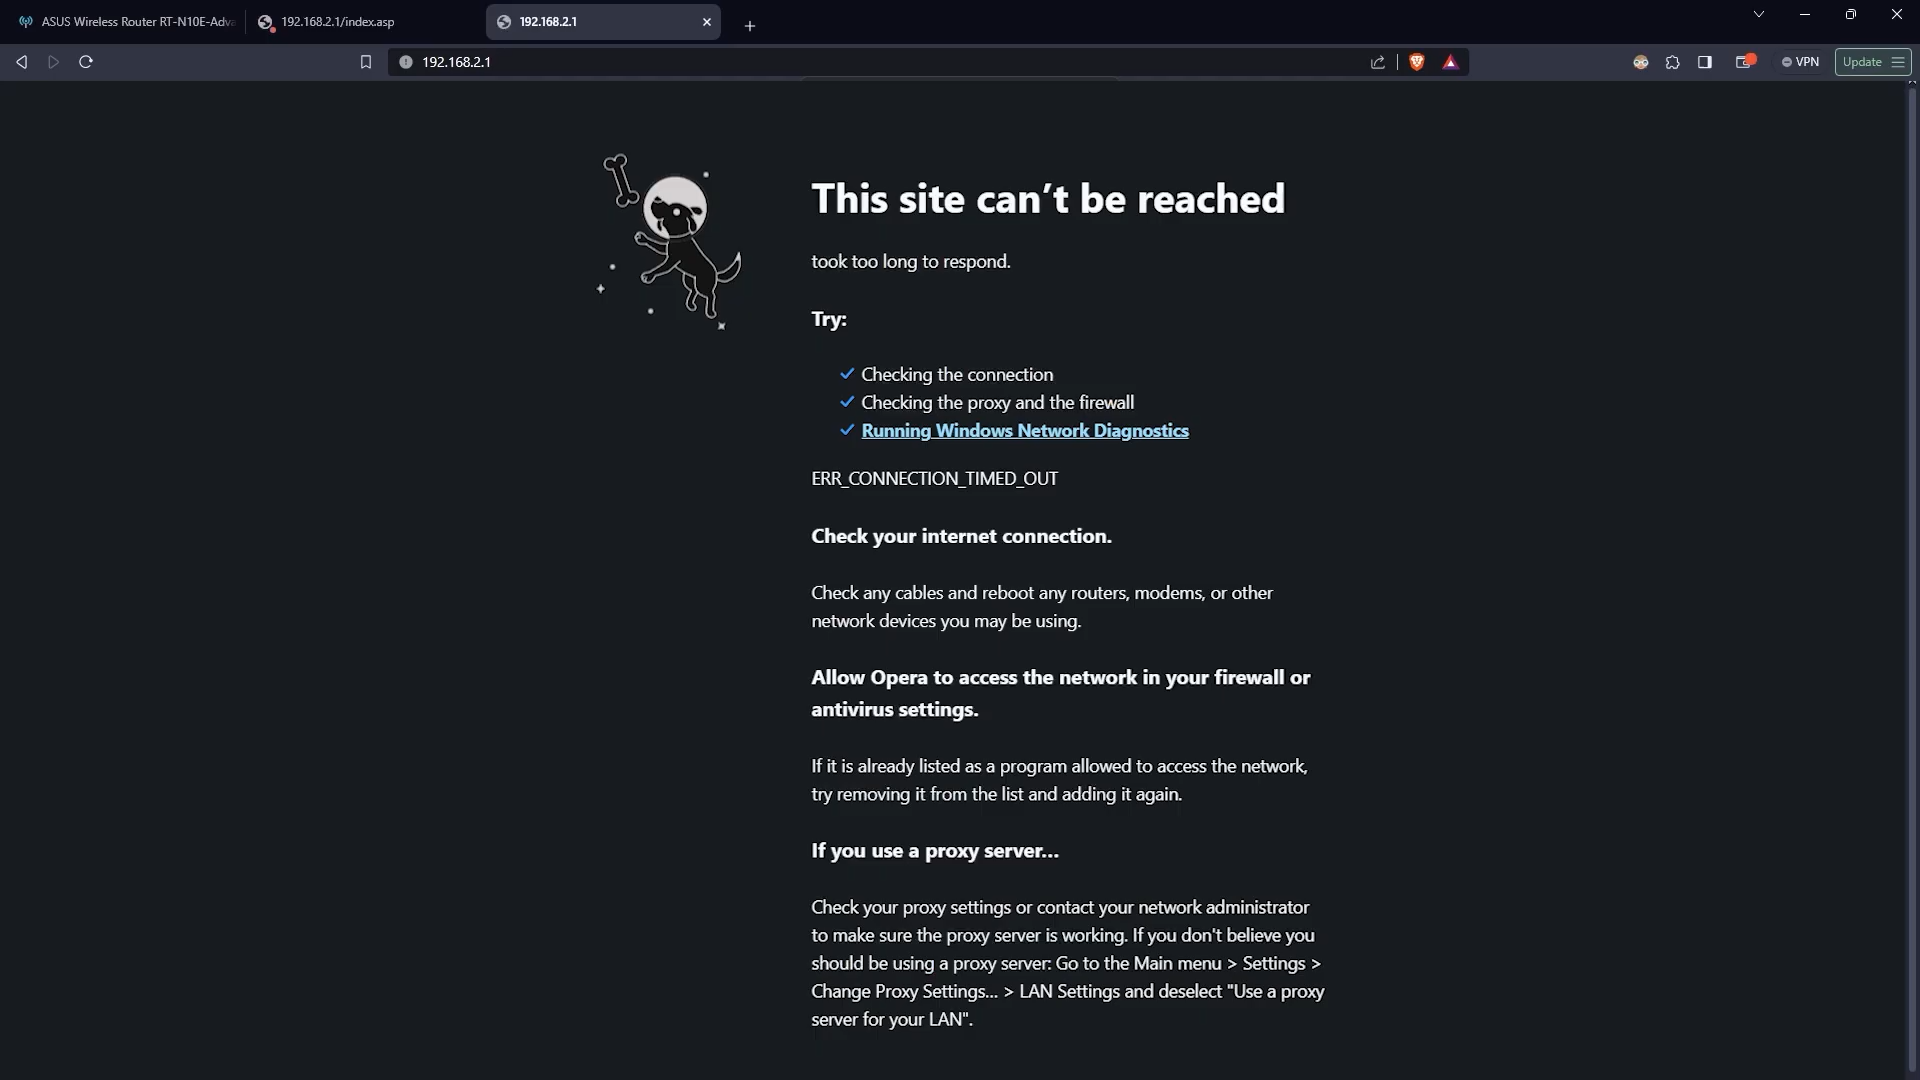 ASUS Wireless Router RT-N10E-Adva
192.168.2.1/index.asp
192.168.2.1
192.168.2.1
VPN
Update
This site can’t be reached
took too long to respond.
Try:
Checking the connection
Checking the proxy and the firewall
Running Windows Network Diagnostics
ERR_CONNECTION_TIMED_OUT
Check your internet connection.
Check any cables and reboot any routers, modems, or other
network devices you may be using.
Allow Opera to access the network in your firewall or
antivirus settings.
If it is already listed as a program allowed to access the network,
try removing it from the list and adding it again.
If you use a proxy server...
Check your proxy settings or contact your network administrator
to make sure the proxy server is working. If you don't believe you
should be using a proxy server: Go to the Main menu > Settings >
Change Proxy Settings... > LAN Settings and deselect "Use a proxy
server for your LAN".